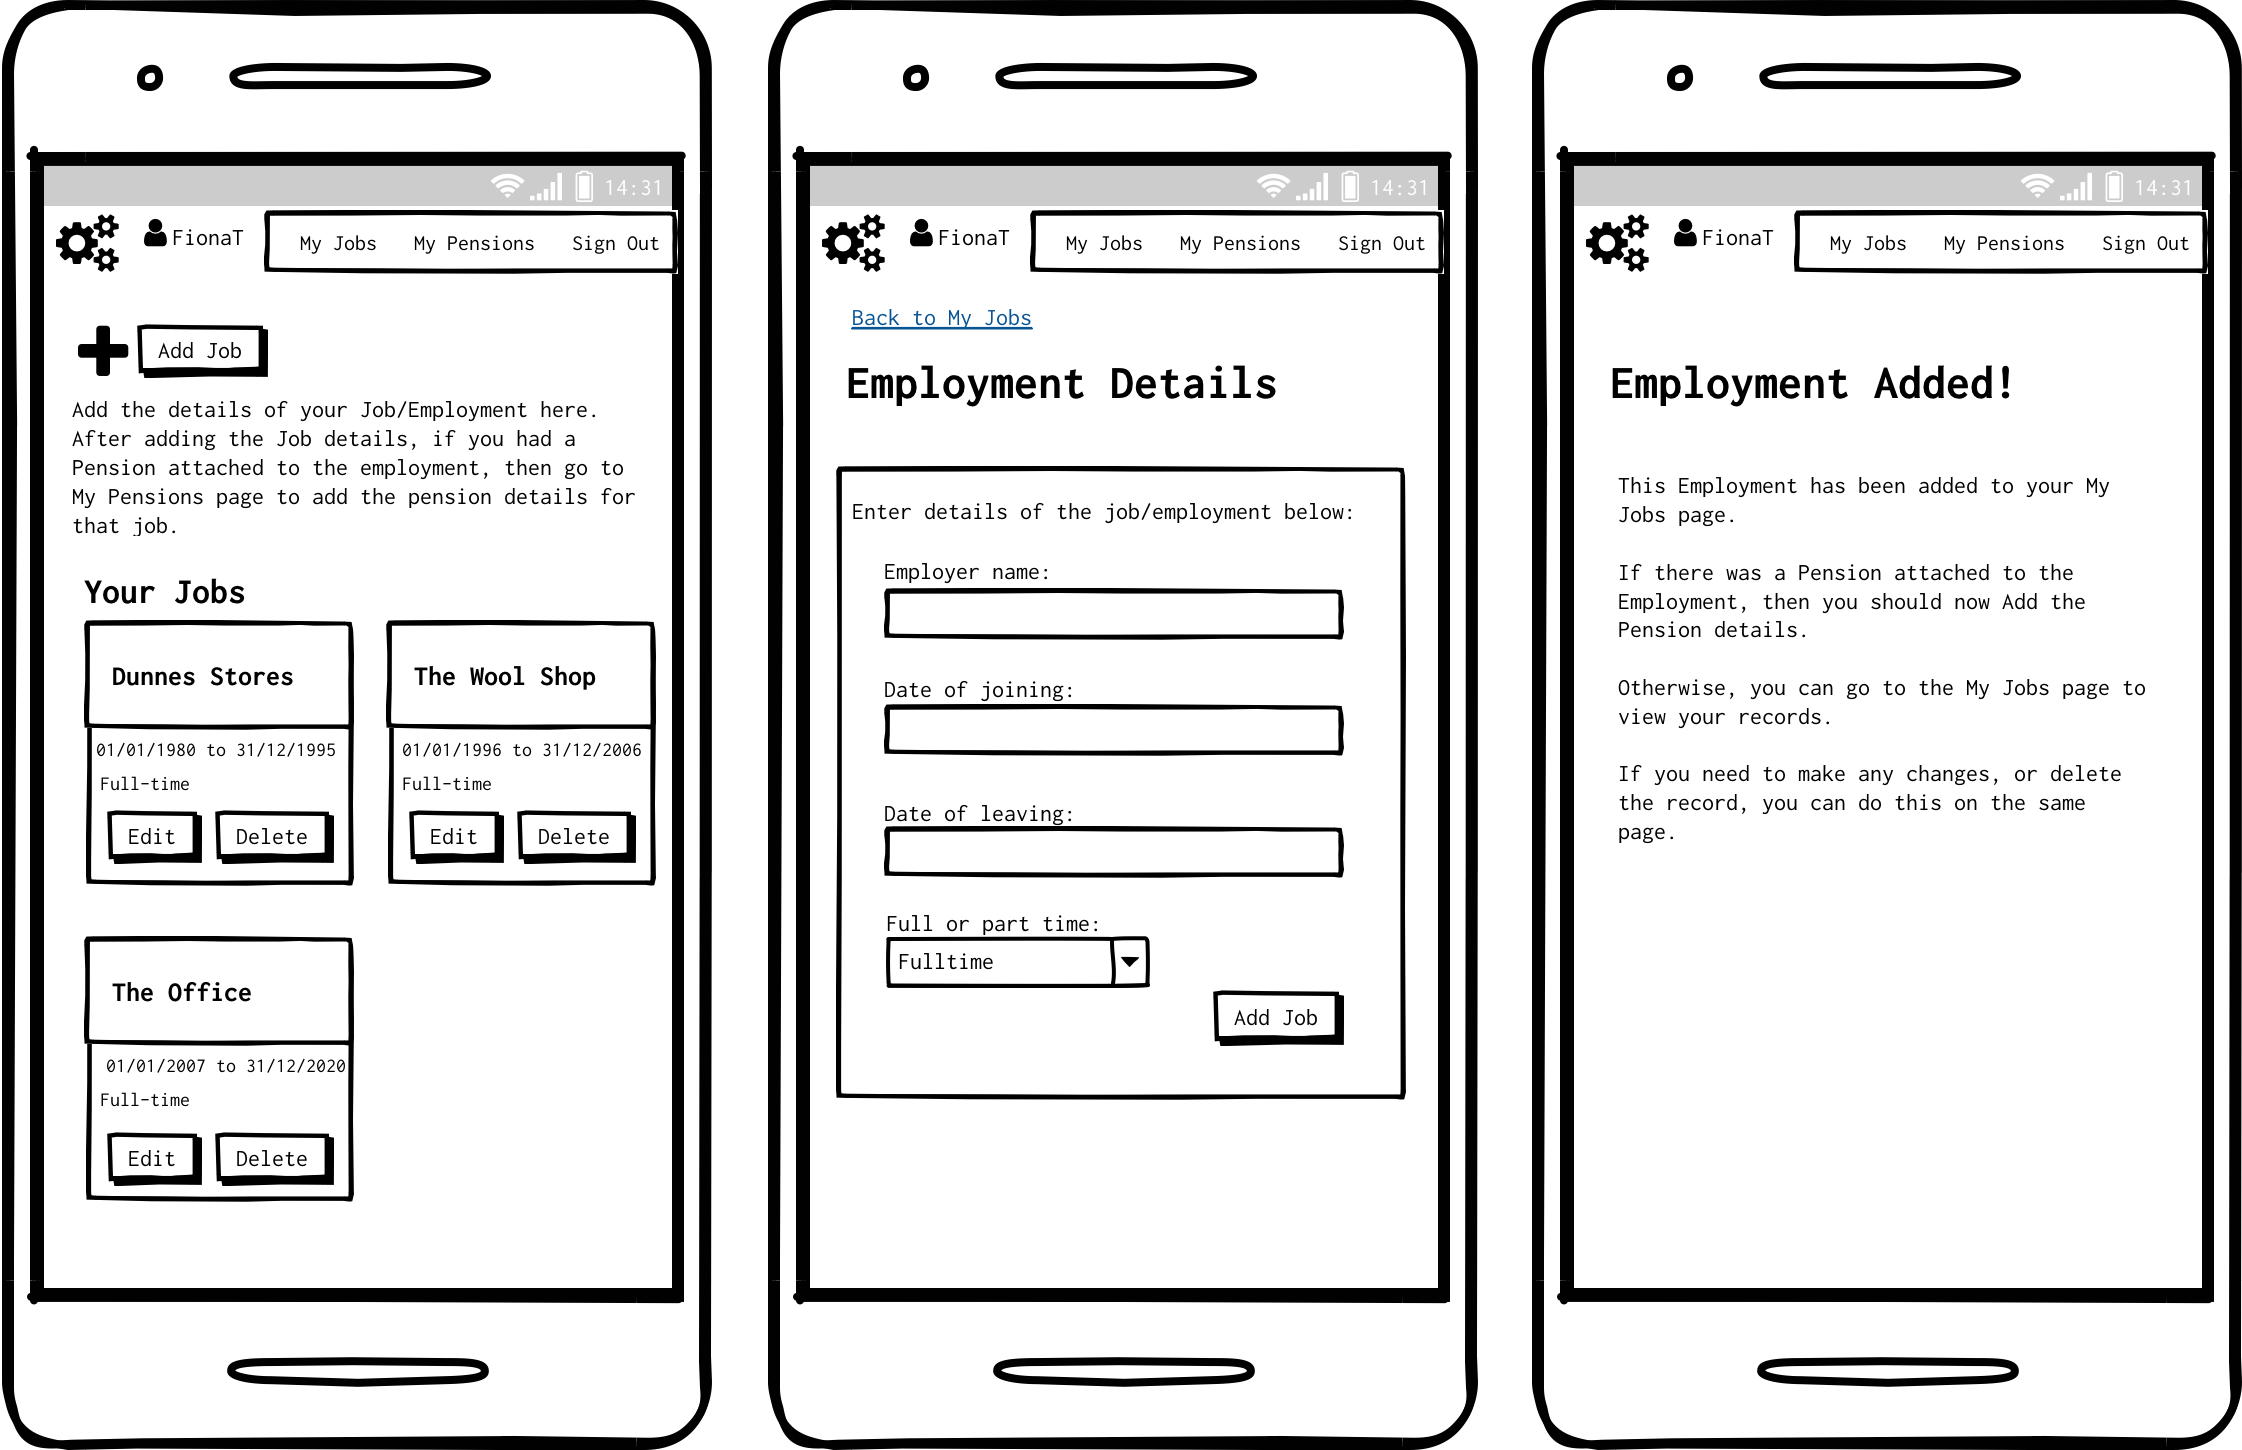 14:31
FionaT
My Jobs My Pensions Sign Out
Add Job
Add the details of your Job/Employment here.
After adding the Job details, if you had a
Pension attached to the employment, then go to
My Pensions page to add the pension details for
that job.
Your Jobs
Dunnes Stores
01/01/1980 to 31/12/1995
Full-time
Edit Delete
The Wool Shop
01/01/1996 to 31/12/2006
Full-time
Edit Delete
The Office
01/01/2007 to 31/12/2020
Full-time
Edit Delete
14:31
FionaT
My Jobs My Pensions Sign Out
Back to My Jobs
Employment Details
Enter details of the job/employment below:
Employer name:
Date of joining:
Date of leaving:
Full or part time:
Fulltime
Add Job
14:31
FionaT
My Jobs My Pensions Sign Out
Employment Added!
This Employment has been added to your My
Jobs page.
If there was a Pension attached to the
Employment, then you should now Add the
Pension details.
Otherwise, you can go to the My Jobs page to
view your records.
If you need to make any changes, or delete
the record, you can do this on the same
page.